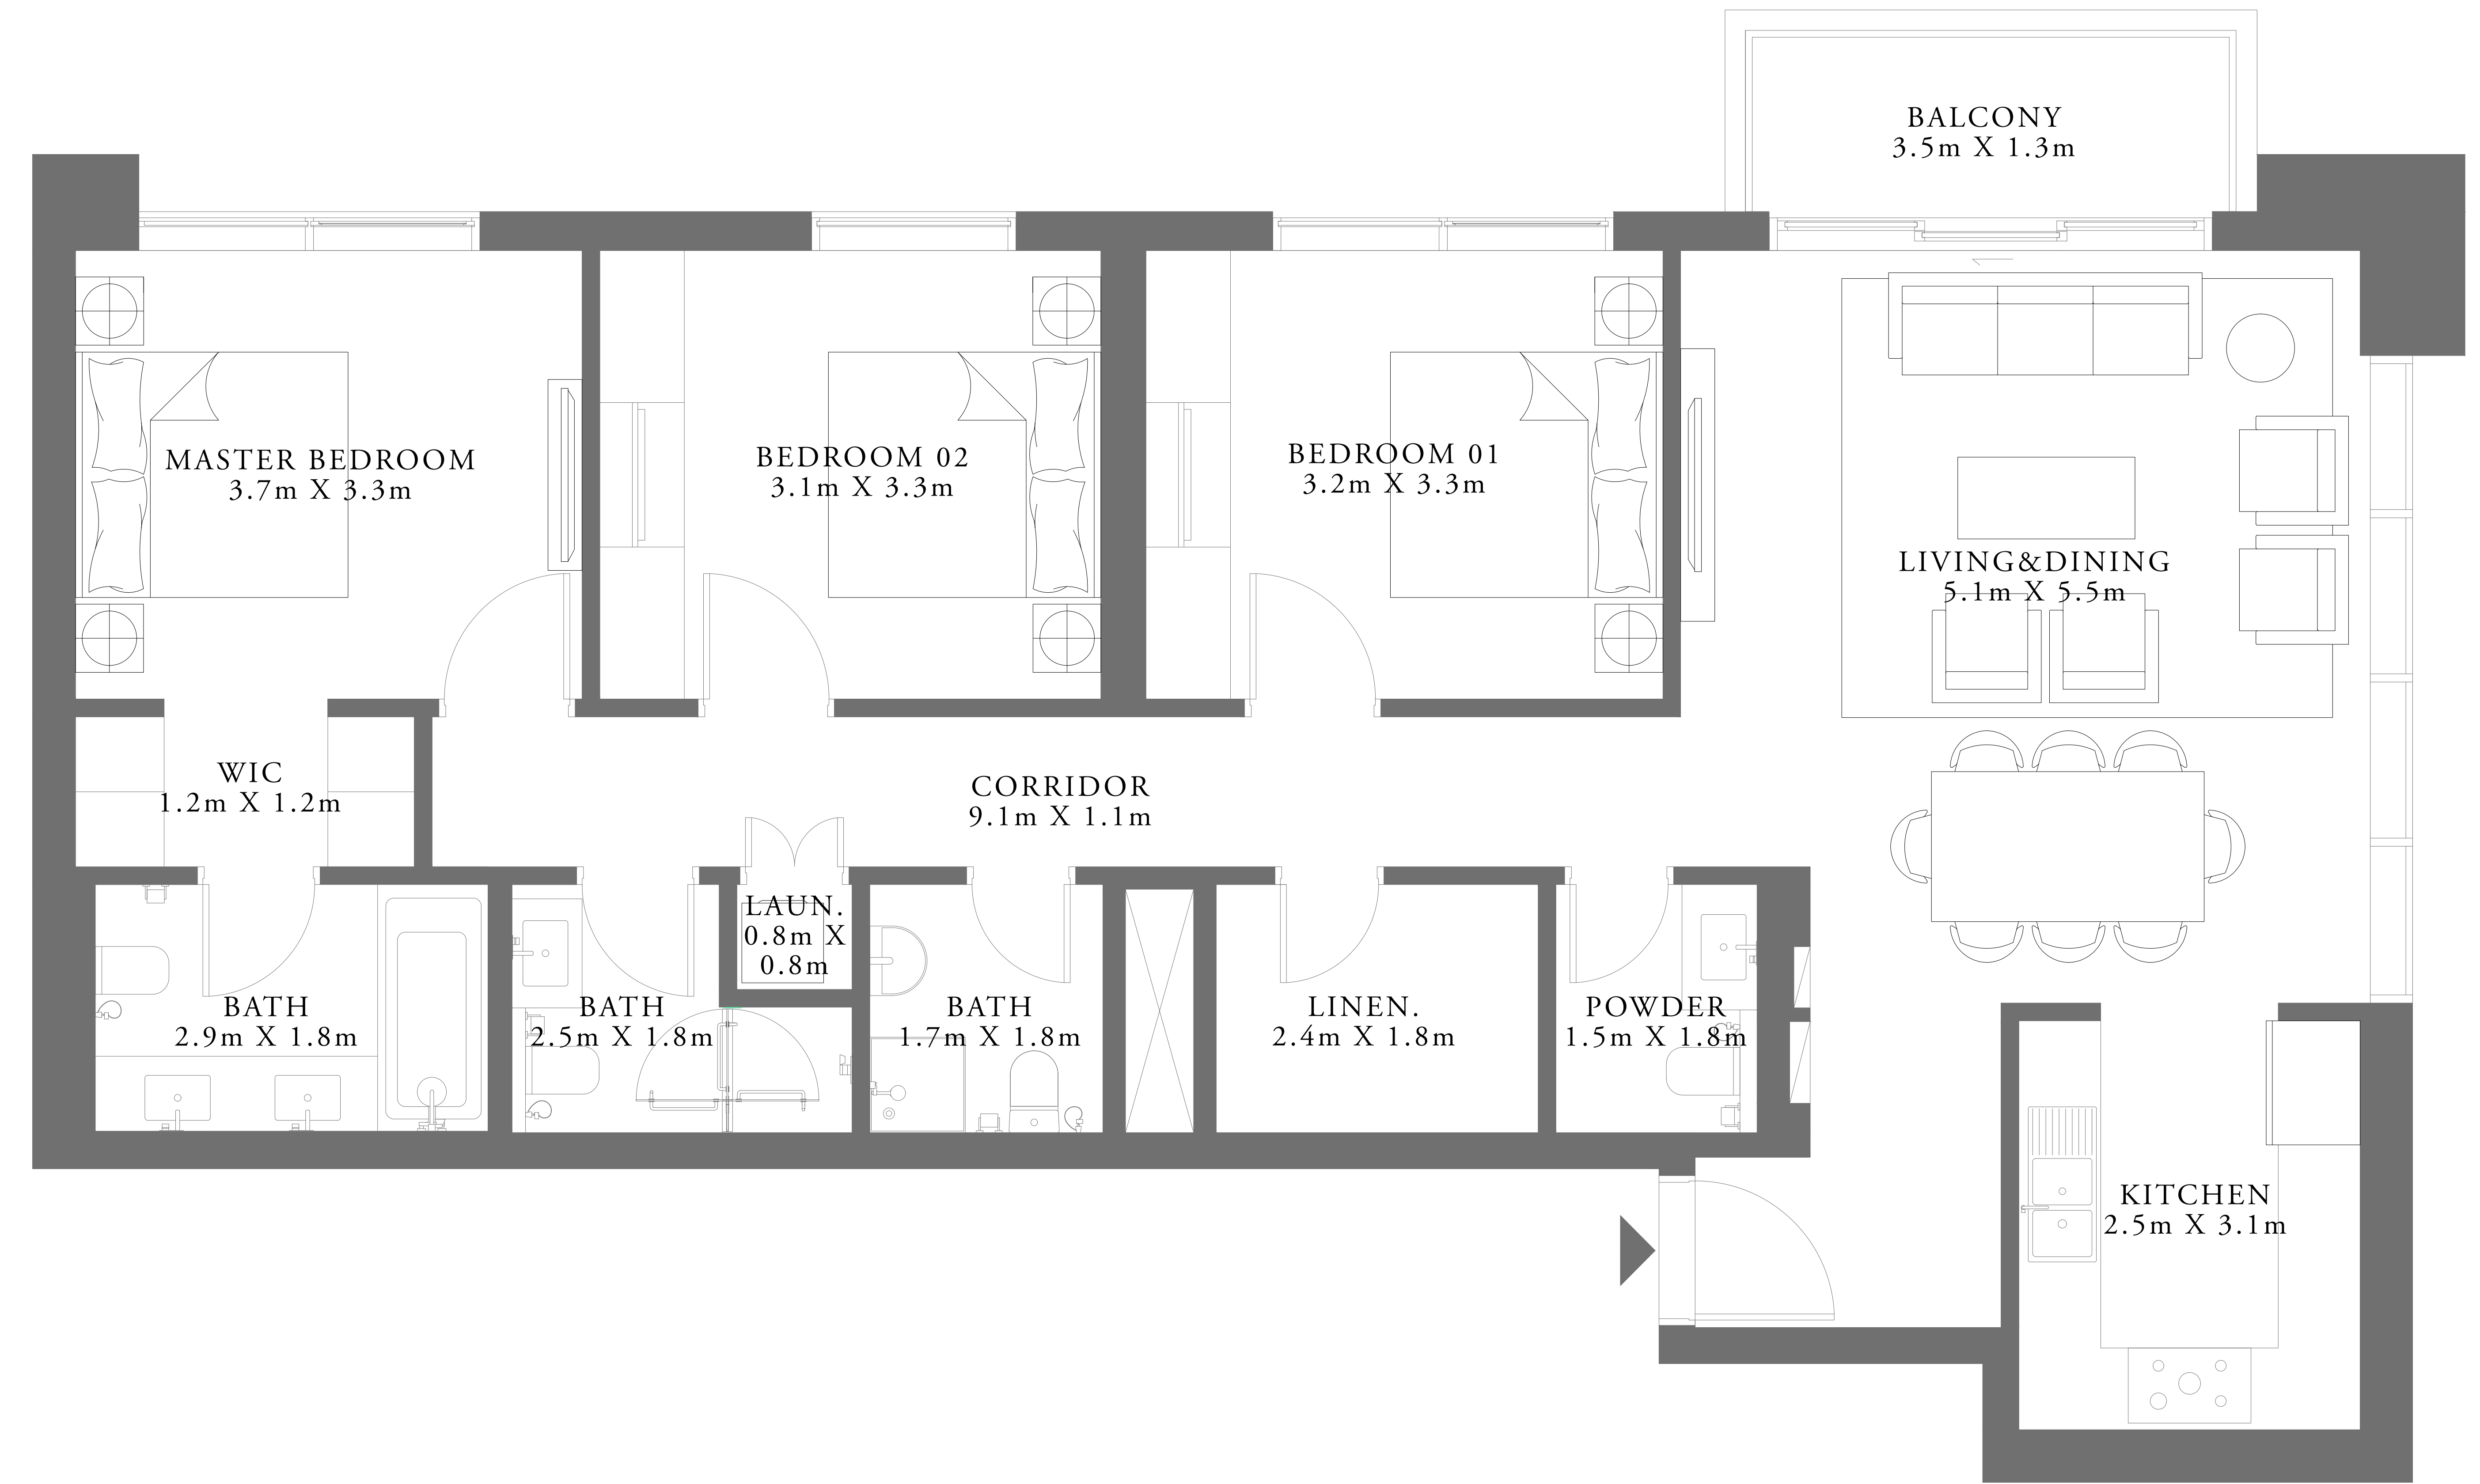 BALCONY
3.5m X 1.3m
MASTER BEDROOM
3.7m X 3.3m
BEDROOM 02
3.1m X 3.3m
BEDROOM 01
3.2m X 3.3m
LIVING&DINING
5.1m X 5.5m
WIC
1.2m X 1.2m
CORRIDOR
9.1m X 1.1m
LAUN.
0.8m X
0.8m
BATH
2.9m X 1.8m
BATH
2.5m X 1.8m
BATH
1.7m X 1.8m
LINEN.
2.4m X 1.8m
POWDER
1.5m X 1.8m
KITCHEN
2.5m X 3.1m